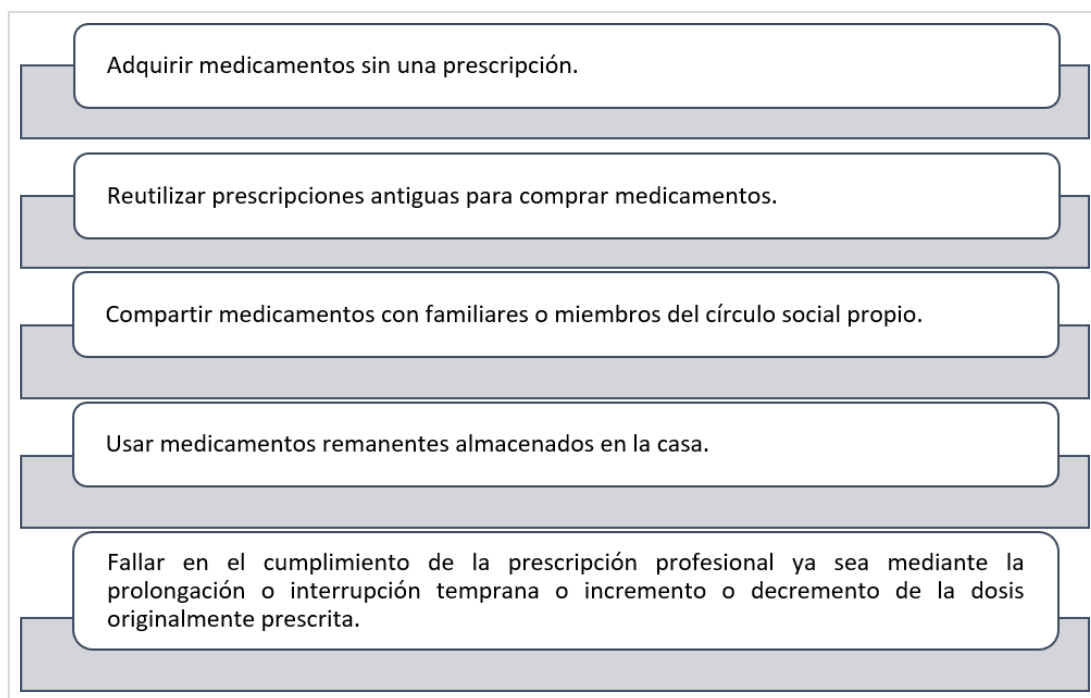 Adquirir medicamentos sin una prescripción.
Reutilizar prescripciones antiguas para comprar medicamentos.
Compartir medicamentos con familiares o miembros del círculo social propio.
Usar medicamentos remanentes almacenados en la casa.
Fallar en el cumplimiento de la prescripción profesional ya sea mediante la
prolongación o interrupción temprana o incremento o decremento de la dosis
originalmente prescrita.